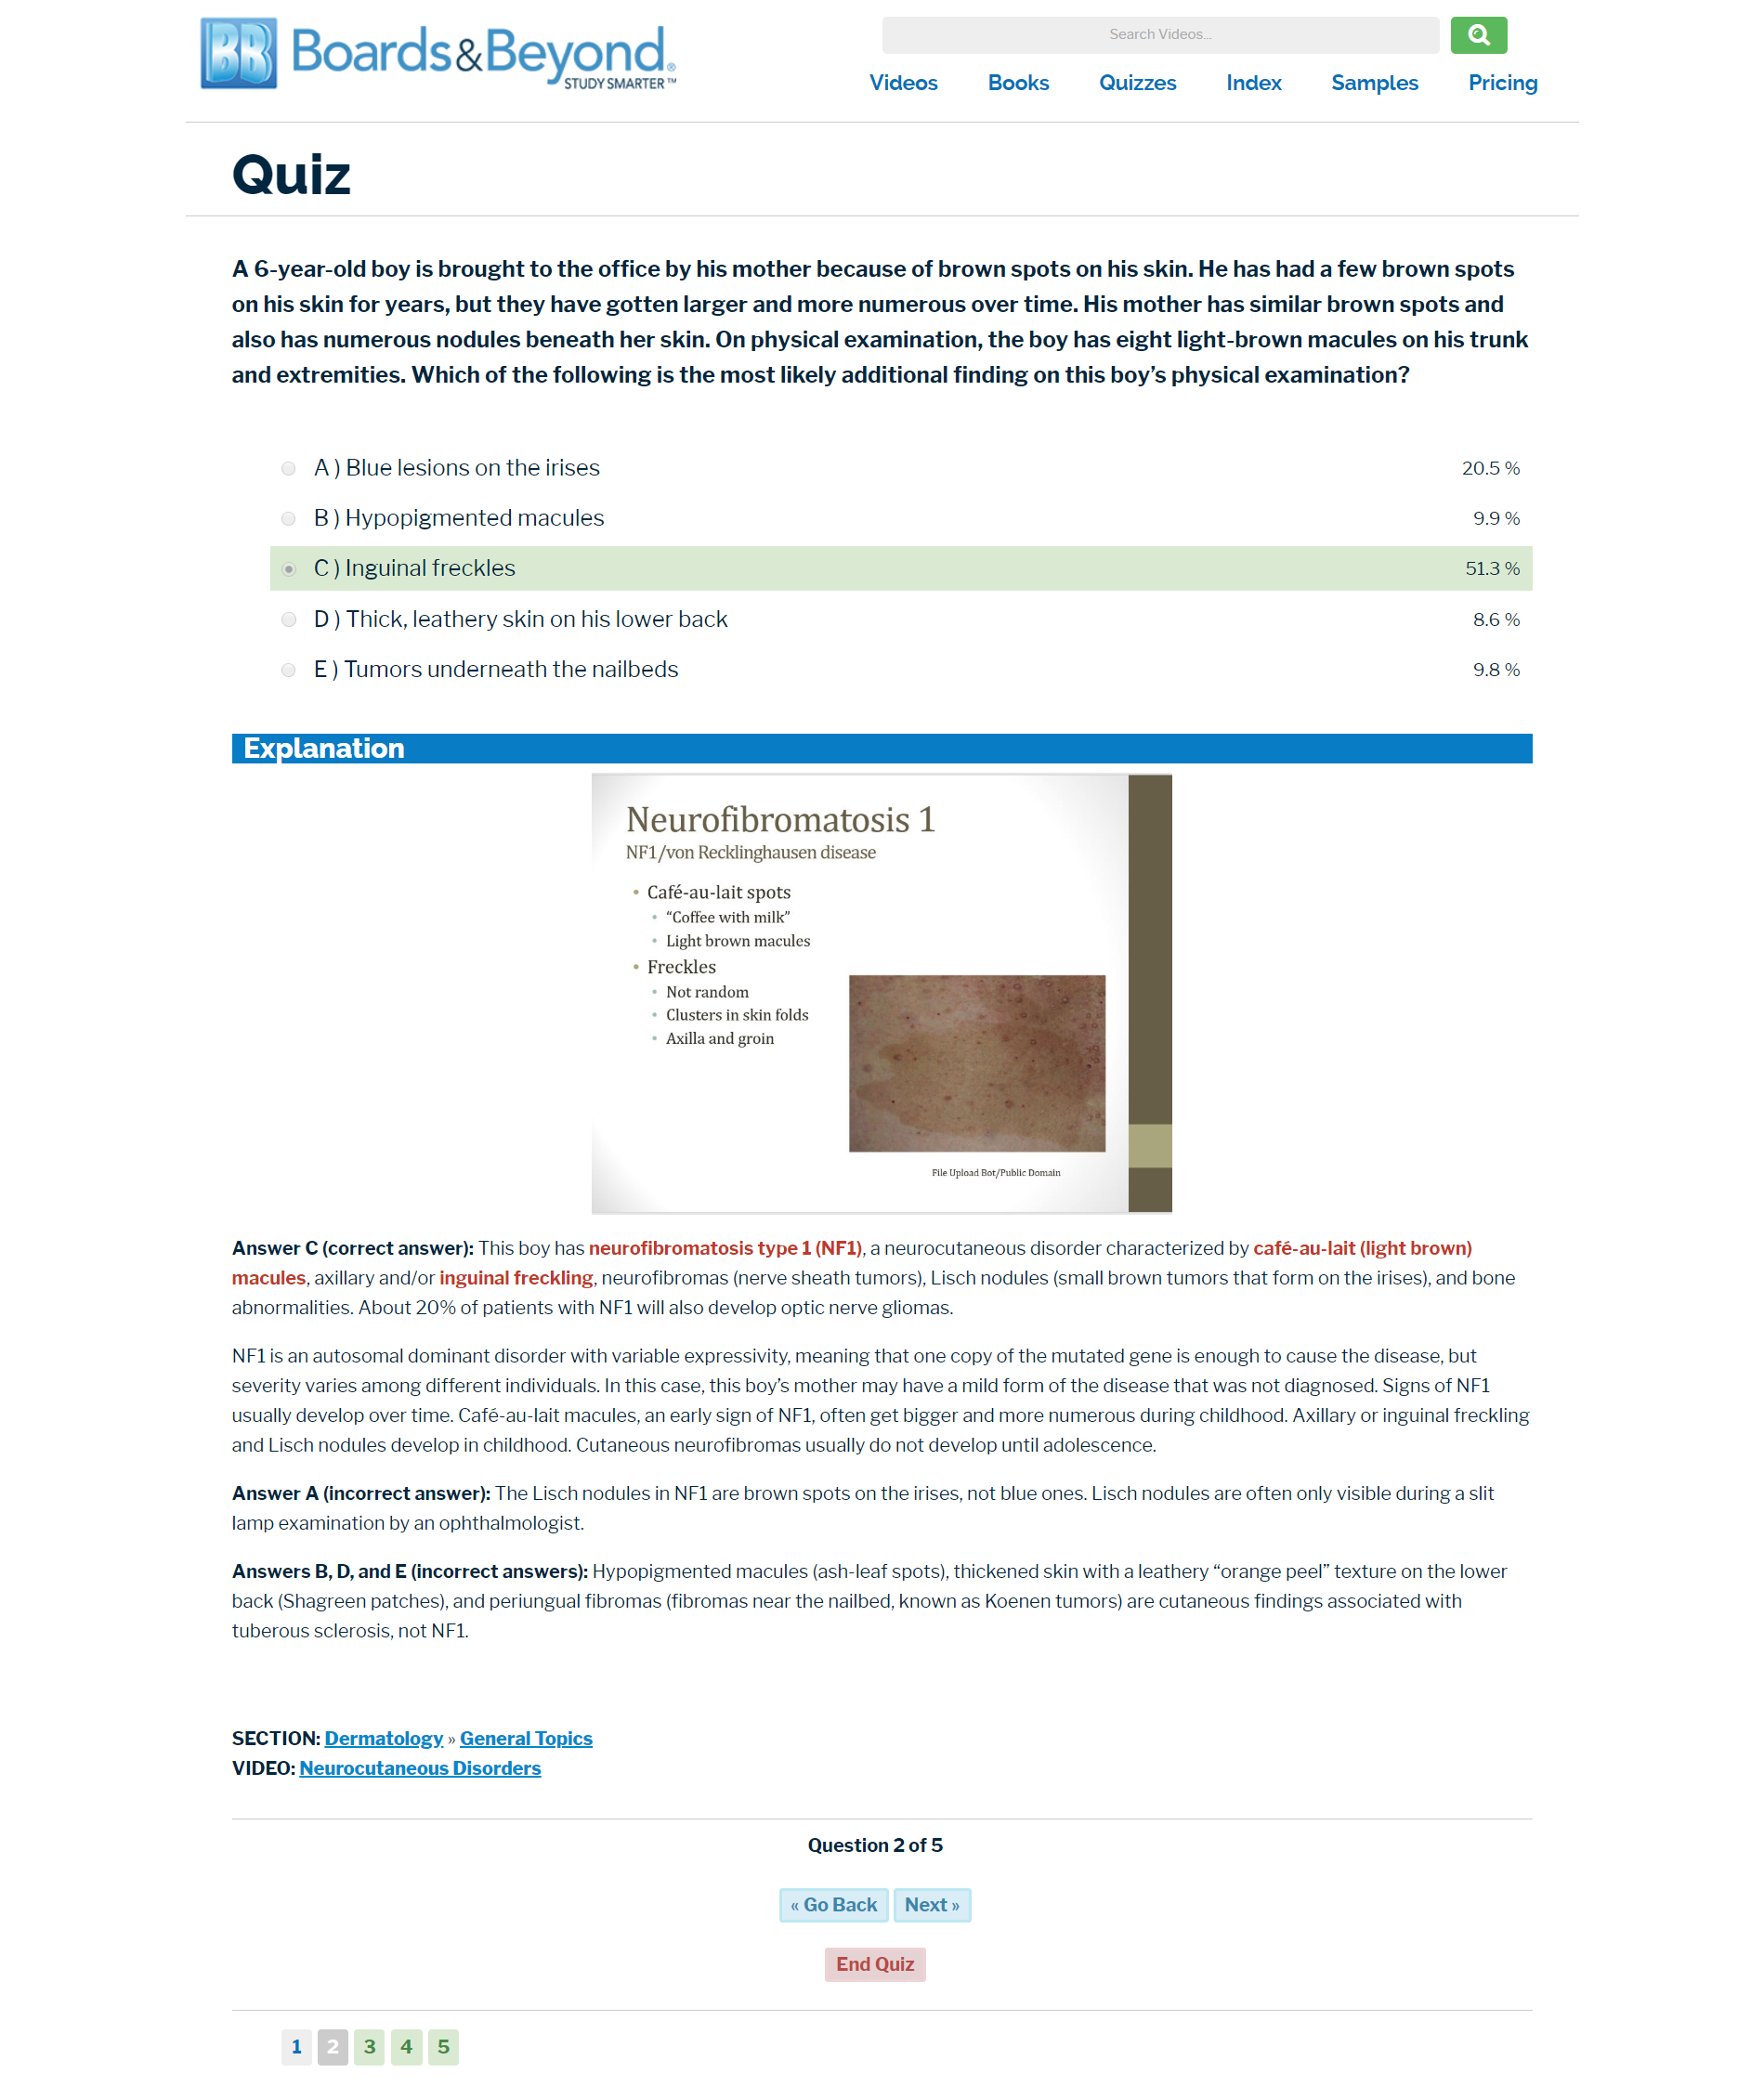 BB Boards&Beyond®
STUDY SMARTER™
Search Videos...
Videos Books Quizzes Index Samples Pricing
Quiz
A 6-year-old boy is brought to the office by his mother because of brown spots on his skin. He has had a few brown spots
on his skin for years, but they have gotten larger and more numerous over time. His mother has similar brown spots and
also has numerous nodules beneath her skin. On physical examination, the boy has eight light-brown macules on his trunk
and extremities. Which of the following is the most likely additional finding on this boy’s physical examination?
A ) Blue lesions on the irises 20.5 %
B ) Hypopigmented macules 9.9 %
C ) Inguinal freckles 51.3 %
D ) Thick, leathery skin on his lower back 8.6 %
E ) Tumors underneath the nailbeds 9.8 %
Explanation
Neurofibromatosis 1
NF1/von Recklinghausen disease
• Café-au-lait spots
• “Coffee with milk”
• Light brown macules
• Freckles
• Not random
• Clusters in skin folds
• Axilla and groin
File Upload Bot/Public Domain
Answer C (correct answer): This boy has neurofibromatosis type 1 (NF1), a neurocutaneous disorder characterized by café-au-lait (light brown)
macules, axillary and/or inguinal freckling, neurofibromas (nerve sheath tumors), Lisch nodules (small brown tumors that form on the irises), and bone
abnormalities. About 20% of patients with NF1 will also develop optic nerve gliomas.
NF1 is an autosomal dominant disorder with variable expressivity, meaning that one copy of the mutated gene is enough to cause the disease, but
severity varies among different individuals. In this case, this boy’s mother may have a mild form of the disease that was not diagnosed. Signs of NF1
usually develop over time. Café-au-lait macules, an early sign of NF1, often get bigger and more numerous during childhood. Axillary or inguinal freckling
and Lisch nodules develop in childhood. Cutaneous neurofibromas usually do not develop until adolescence.
Answer A (incorrect answer): The Lisch nodules in NF1 are brown spots on the irises, not blue ones. Lisch nodules are often only visible during a slit
lamp examination by an ophthalmologist.
Answers B, D, and E (incorrect answers): Hypopigmented macules (ash-leaf spots), thickened skin with a leathery “orange peel” texture on the lower
back (Shagreen patches), and periungual fibromas (fibromas near the nailbed, known as Koenen tumors) are cutaneous findings associated with
tuberous sclerosis, not NF1.
SECTION: Dermatology » General Topics
VIDEO: Neurocutaneous Disorders
Question 2 of 5
« Go Back Next »
End Quiz
1 2 3 4 5